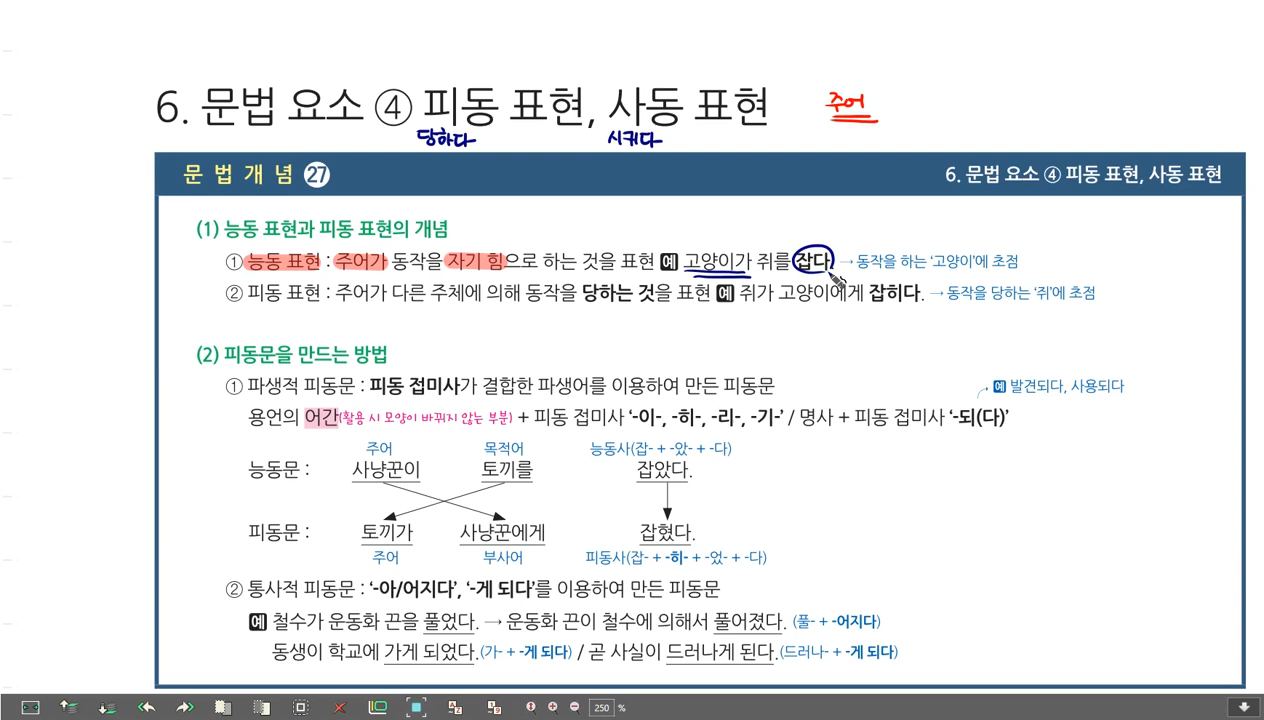 6. 문법 요소 ④ 피동 표현, 사동 표현 주어
당하다 시키다
문 법 개 념 27 6. 문법 요소 ④ 피동 표현, 사동 표현
(1) 능동 표현과 피동 표현의 개념
① 능동 표현 : 주어가 동작을 자기 힘으로 하는 것을 표현 예 고양이가 쥐를 잡다. → 동작을 하는 ‘고양이’에 초점
② 피동 표현 : 주어가 다른 주체에 의해 동작을 당하는 것을 표현 예 쥐가 고양이에게 잡히다. → 동작을 당하는 ‘쥐’에 초점
(2) 피동문을 만드는 방법
① 파생적 피동문 : 피동 접미사가 결합한 파생어를 이용하여 만든 피동문 예 발견되다, 사용되다
용언의 어간(활용 시 모양이 바뀌지 않는 부분) + 피동 접미사 ‘-이-, -히-, -리-, -기-’ / 명사 + 피동 접미사 ‘-되(다)’
주어 목적어 능동사(잡- + -았- + -다)
능동문 : 사냥꾼이 토끼를 잡았다.
피동문 : 토끼가 사냥꾼에게 잡혔다.
주어 부사어 피동사(잡- + -히- + -었- + -다)
② 통사적 피동문 : ‘-아/어지다’, ‘-게 되다’를 이용하여 만든 피동문
예 철수가 운동화 끈을 풀었다. → 운동화 끈이 철수에 의해서 풀어졌다. (풀- + -어지다)
동생이 학교에 가게 되었다.(가- + -게 되다) / 곧 사실이 드러나게 된다.(드러나- + -게 되다)
250 %